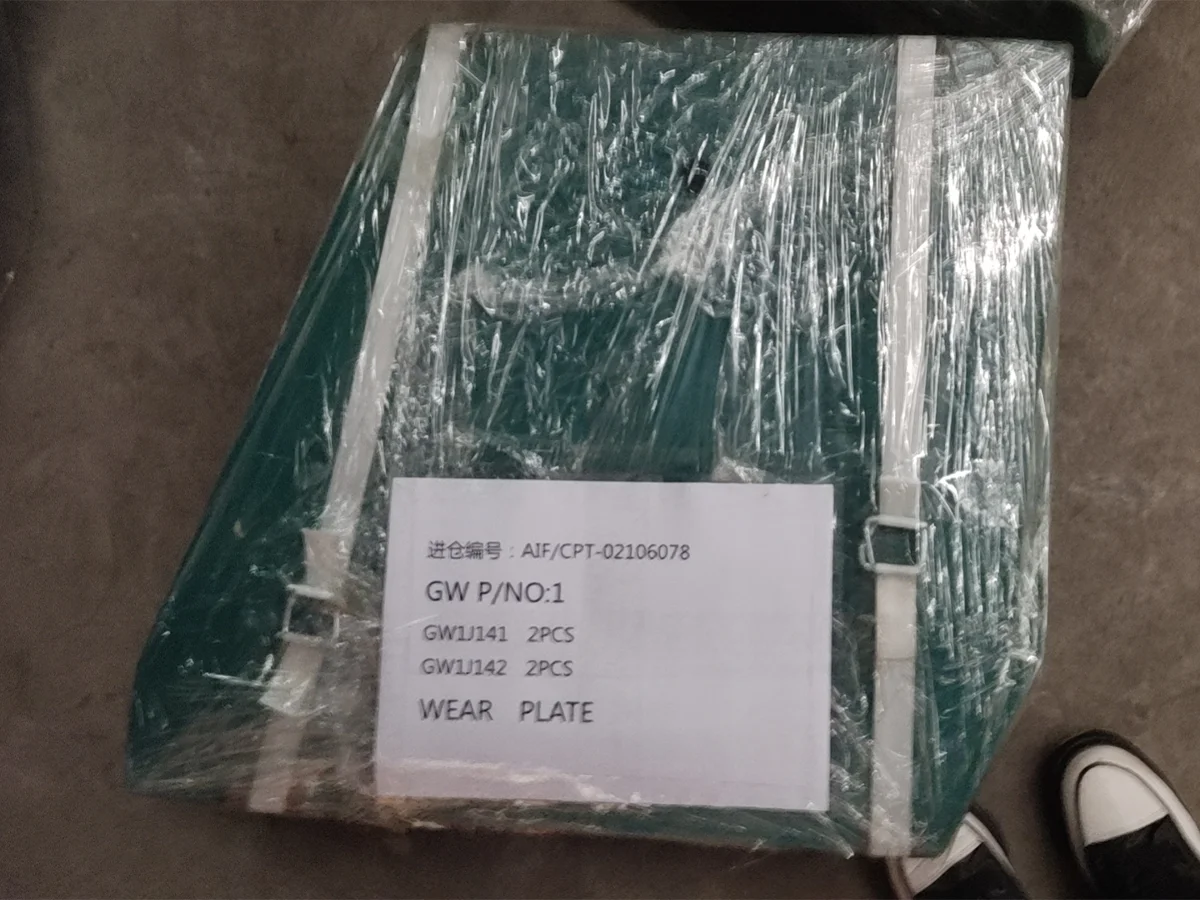 进仓编号：AIF/CPT-02106078
GW P/NO:1
GW1J141 2PCS
GW1J142 2PCS
WEAR PLATE